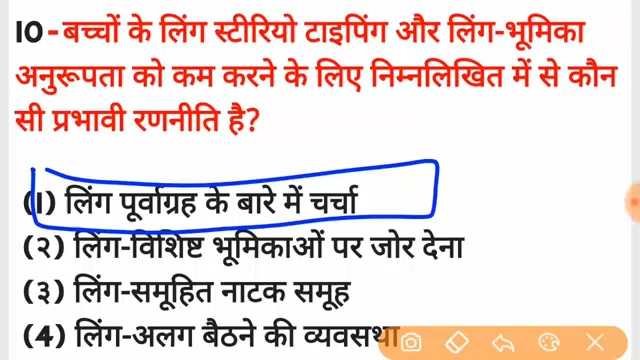 10-बच्चों के लिंग स्टीरियो टाइपिंग और लिंग-भूमिका
अनुरूपता को कम करने के लिए निम्नलिखित में से कौन
सी प्रभावी रणनीति है?
(1) लिंग पूर्वाग्रह के बारे में चर्चा
(२) लिंग-विशिष्ट भूमिकाओं पर जोर देना
(३) लिंग-समूहित नाटक समूह
(4) लिंग-अलग बैठने की व्यवसथा